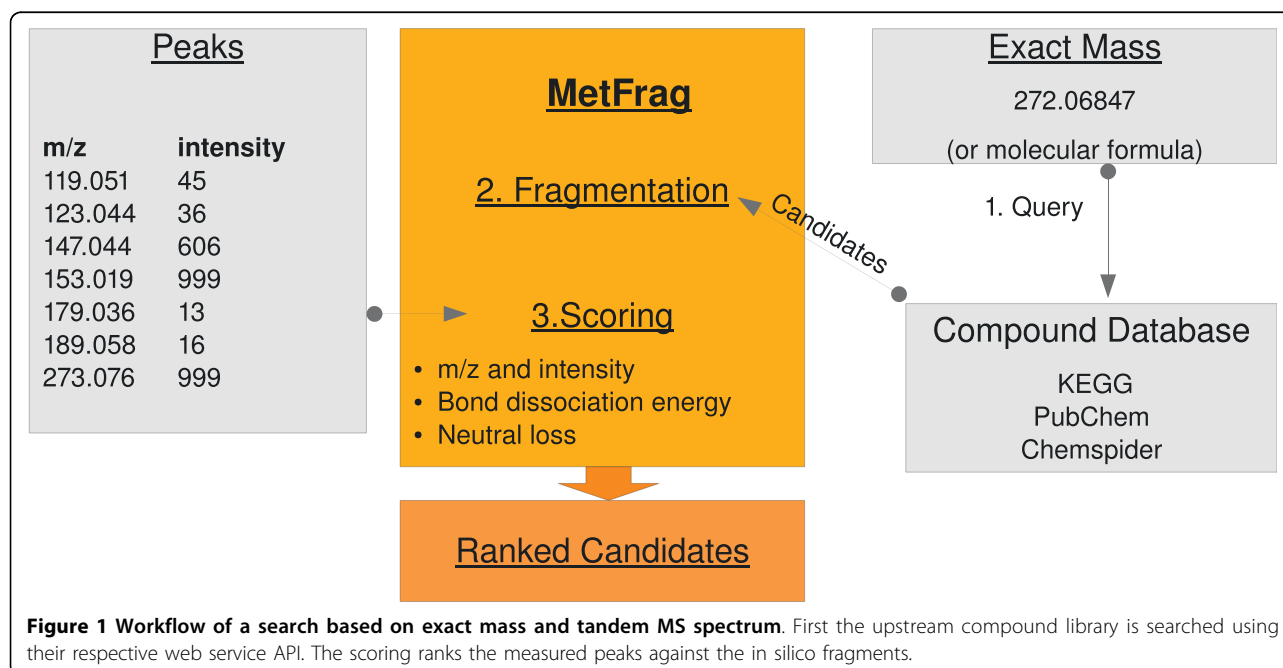 Peaks
m/z intensity
119.051 45
123.044 36
147.044 606
153.019 999
179.036 13
189.058 16
273.076 999
MetFrag
2. Fragmentation
3.Scoring
• m/z and intensity
• Bond dissociation energy
• Neutral loss
Ranked Candidates
Exact Mass
272.06847
(or molecular formula)
1. Query
Candidates
Compound Database
KEGG
PubChem
Chemspider
Figure 1 Workflow of a search based on exact mass and tandem MS spectrum. First the upstream compound library is searched using
their respective web service API. The scoring ranks the measured peaks against the in silico fragments.